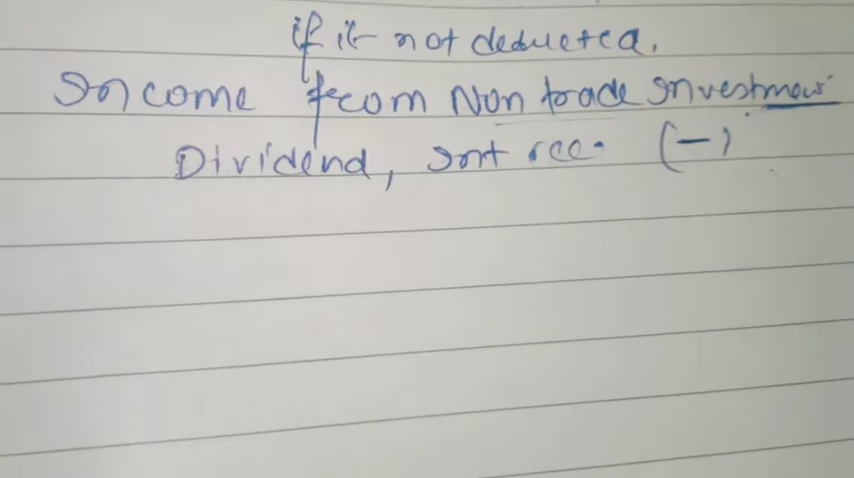 if it not deducted.
Income from Non trade Investment
Dividend, Int rec. (-)